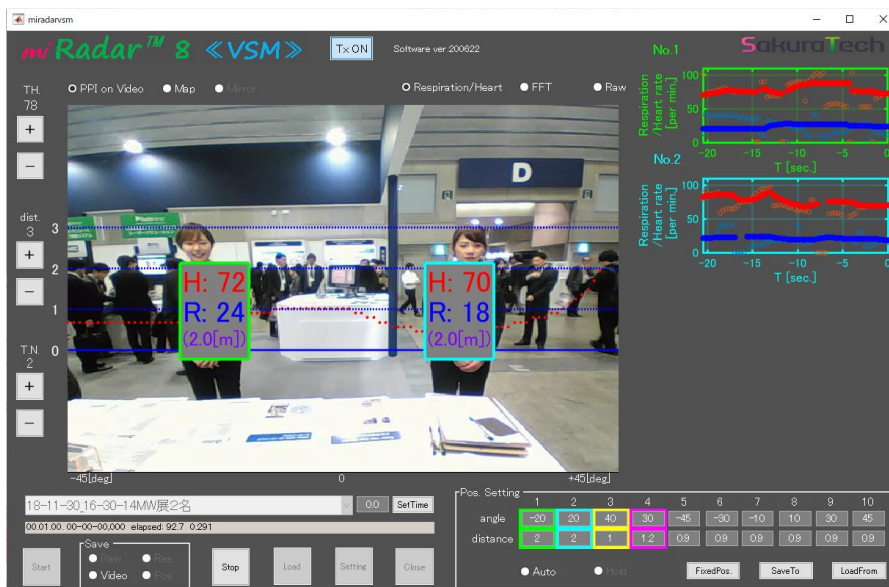 miradarvsm
miRadar™ 8 ≪VSM≫
Tx ON
Software ver.200622
SakuraTech
TH.
78
+
−
PPI on Video
Map
Mirror
Respiration/Heart
FFT
Raw
No.1
Respiration
/Heart rate
[per min.]
100
50
0
-20 -15 -10 -5 0
T [sec.]
No.2
Respiration
/Heart rate
[per min.]
100
50
0
-20 -15 -10 -5 0
T [sec.]
dist.
3
+
−
T.N.
2
+
−
3
2
1
0
D
H: 72
R: 24
(2.0[m])
H: 70
R: 18
(2.0[m])
-45[deg.]
0
+45[deg.]
18-11-30_16-30-14MW展2名
0.0
SetTime
00.01.00. 00-00-00,000 elapsed: 92.7 0.291
Start
Save
Raw
Res.
Video
Pos.
Stop
Load
Setting
Close
Pos. Setting
1 2 3 4 5 6 7 8 9 10
angle -20 20 40 30 -45 -30 -10 10 30 45
distance 2 2 1 1.2 0.9 0.9 0.9 0.9 0.9 0.9
Auto
Hold
FixedPos.
SaveTo
LoadFrom